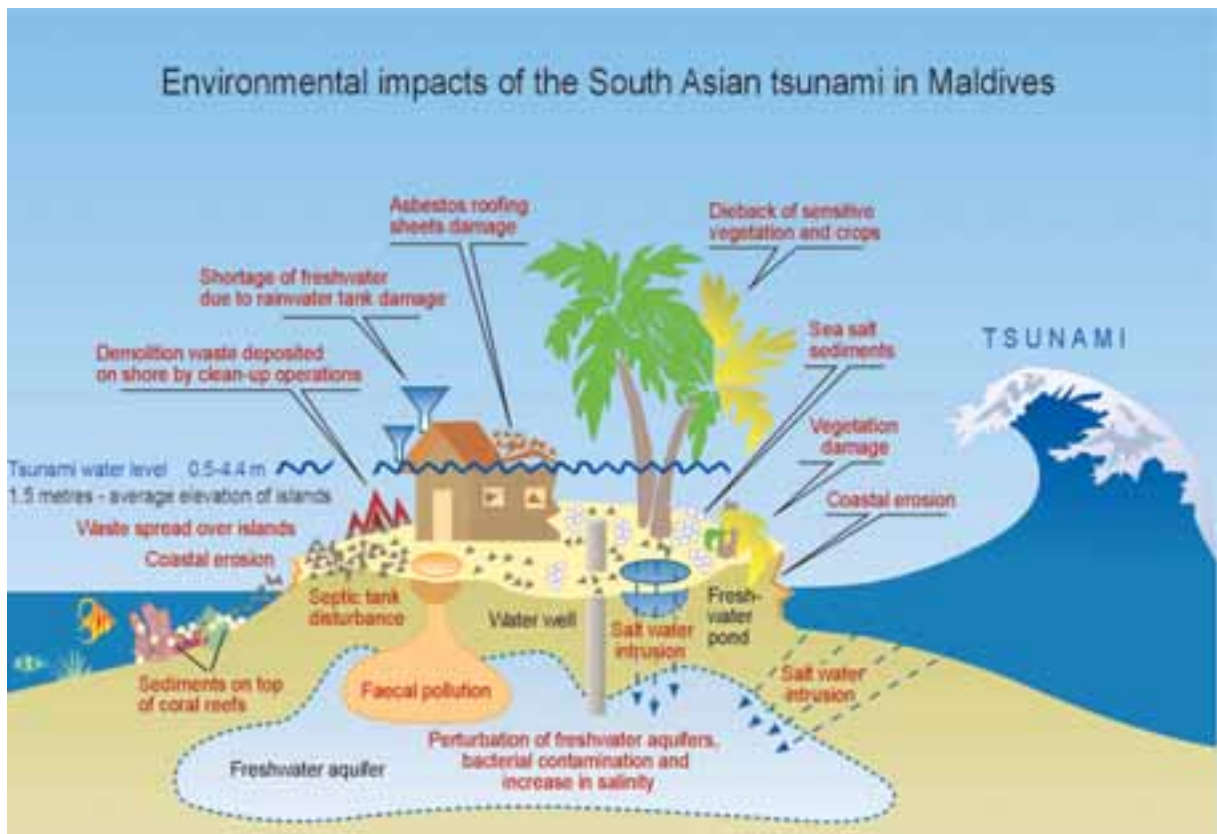 Environmental impacts of the South Asian tsunami in Maldives
Asbestos roofing
sheets damage
Dieback of sensitive
vegetation and crops
Shortage of freshwater
due to rainwater tank damage
Sea salt
sediments
TSUNAMI
Demolition waste deposited
on shore by clean-up operations
Vegetation
damage
Tsunami water level 0.5-4.4 m
1.5 metres - average elevation of islands
Coastal erosion
Waste spread over islands
Coastal erosion
Septic tank
disturbance
Water well
Salt water
intrusion
Fresh-
water
pond
Salt water
intrusion
Sediments on top
of coral reefs
Faecal pollution
Perturbation of freshwater aquifers,
bacterial contamination and
increase in salinity
Freshwater aquifer